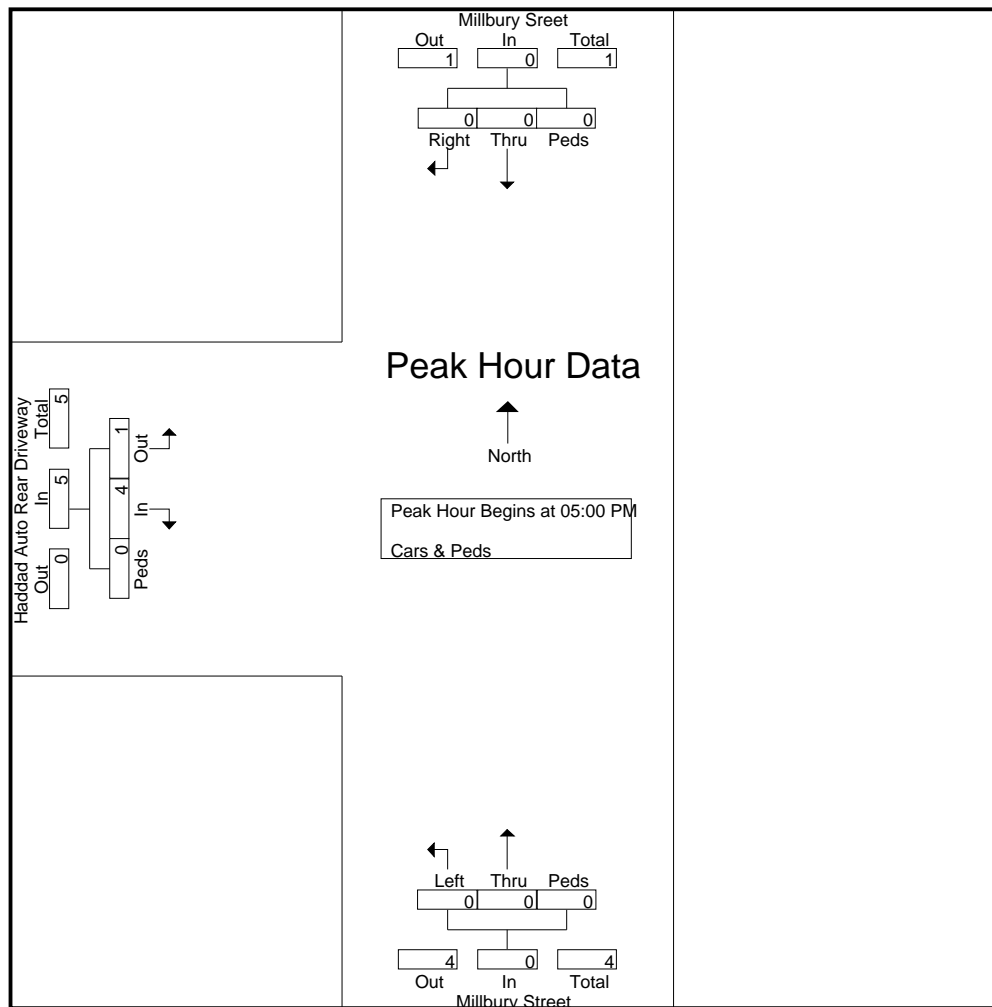 Millbury Sreet
Out In Total
1 0 1
0 0 0
Right Thru Peds
Peak Hour Data
North
Peak Hour Begins at 05:00 PM
Cars & Peds
Haddad Auto Rear Driveway
Out In Total
0 5 5
0 4 1
Peds In Out
Left Thru Peds
0 0 0
4 0 4
Out In Total
Millbury Street